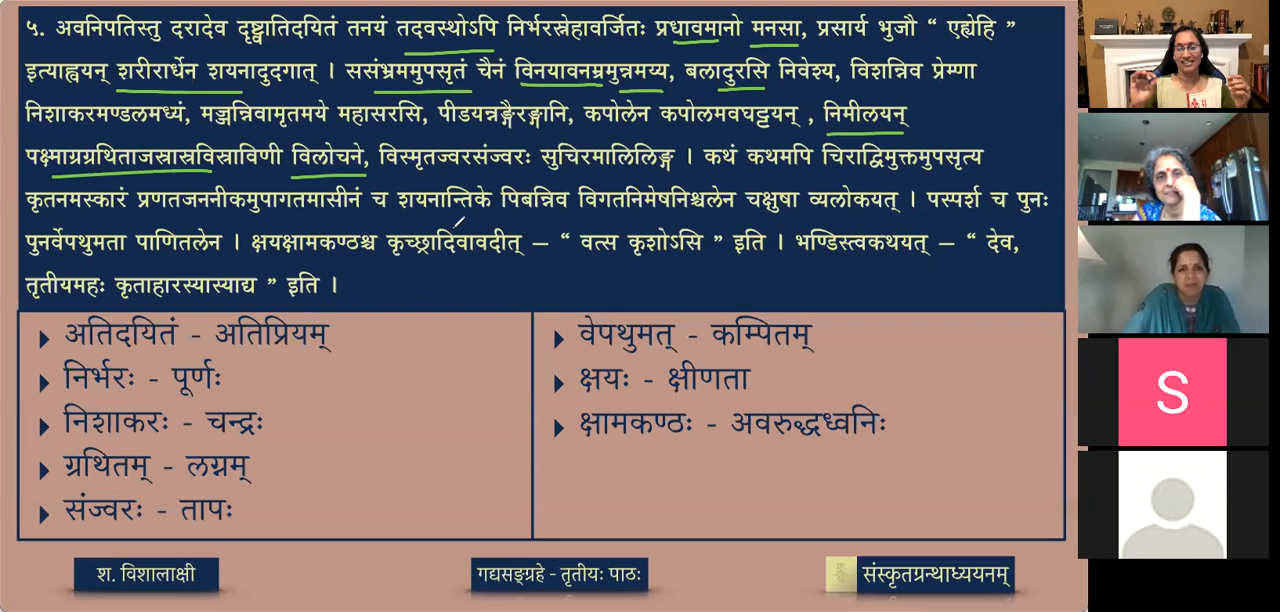 ५. अवनिपतिस्तु दरादेव दृष्ट्वातिदयितं तनयं तदवस्थोऽपि निर्भरस्नेहावर्जितः प्रधावमानो मनसा, प्रसार्य भुजौ “ एह्येहि ”
इत्याह्वयन् शरीरार्धेन शयनादुदगात् । ससंभ्रममुपसृतं चैनं विनयावनम्रमुन्नमय्य, बलादुरसि निवेश्य, विशन्निव प्रेम्णा
निशाकरमण्डलमध्यं, मज्जन्निवामृतमये महासरसि, पीडयन्नङ्गैरङ्गानि, कपोलेन कपोलमवघट्टयन् , निमीलयन्
पक्ष्माग्रग्रथिताजस्रास्रविस्राविणी विलोचने, विस्मृतज्वरसंज्वरः सुचिरमालिलिङ्ग । कथं कथमपि चिराद्विमुक्तमुपसृत्य
कृतनमस्कारं प्रणतजननीकमुपागतमासीनं च शयनान्तिके पिबन्निव विगतनिमेषनिश्चलेन चक्षुषा व्यलोकयत् । पस्पर्श च पुनः
पुनर्वेपथुमता पाणितलेन । क्षयक्षामकण्ठश्च कृच्छ्रादिवावदीत् – “ वत्स कृशोऽसि ” इति । भण्डिस्त्वकथयत् – “ देव,
तृतीयमहः कृताहारस्यास्याद्य ” इति ।
अतिदयितं - अतिप्रियम्
निर्भरः - पूर्णः
निशाकरः - चन्द्रः
ग्रथितम् - लग्नम्
संज्वरः - तापः
वेपथुमत् - कम्पितम्
क्षयः - क्षीणता
क्षामकण्ठः - अवरुद्धध्वनिः
श. विशालाक्षी
गद्यसङ्ग्रहे - तृतीयः पाठः
संस्कृतग्रन्थाध्ययनम्
S